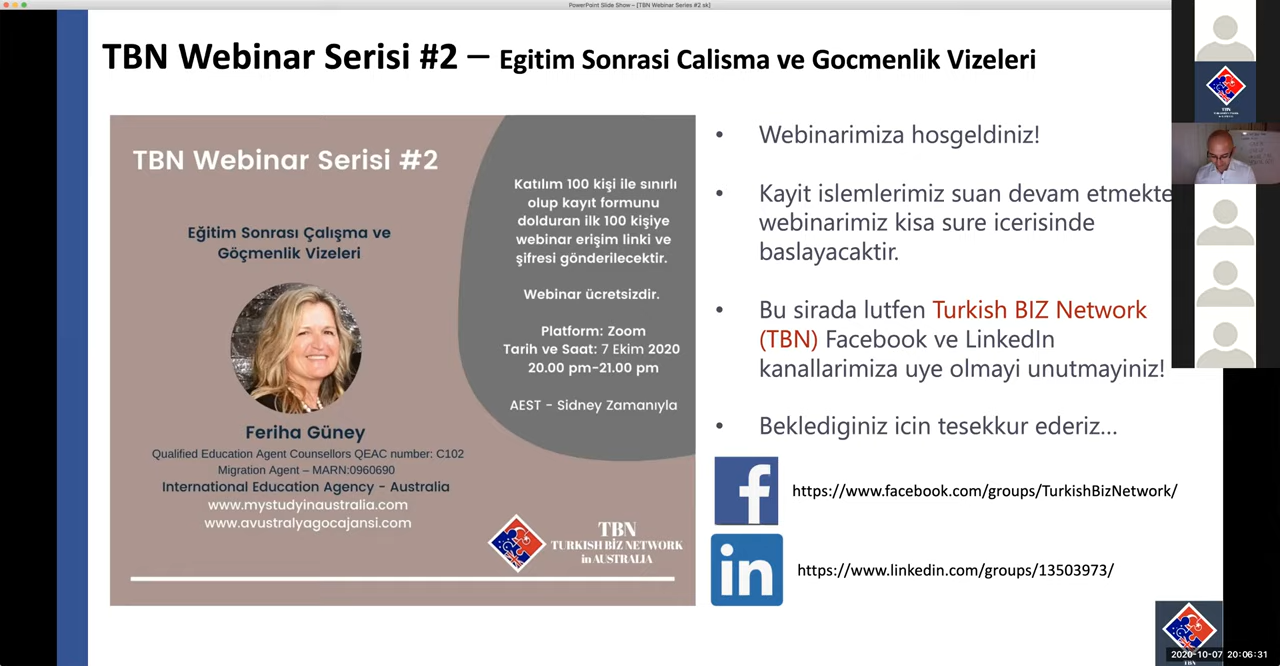 PowerPoint Slide Show – [TBN Webinar Series #2.sk]
TBN Webinar Serisi #2 – Egitim Sonrasi Calisma ve Gocmenlik Vizeleri
TBN Webinar Serisi #2
Eğitim Sonrası Çalışma ve
Göçmenlik Vizeleri
Feriha Güney
Qualified Education Agent Counsellors QEAC number: C102
Migration Agent – MARN:0960690
International Education Agency - Australia
www.mystudyinaustralia.com
www.avustralyagocajansi.com
Katılım 100 kişi ile sınırlı
olup kayıt formunu
dolduran ilk 100 kişiye
webinar erişim linki ve
şifresi gönderilecektir.
Webinar ücretsizdir.
Platform: Zoom
Tarih ve Saat: 7 Ekim 2020
20.00 pm-21.00 pm
AEST - Sidney Zamanıyla
TBN
TURKISH BİZ NETWORK
in AUSTRALIA
• Webinarimiza hosgeldiniz!
• Kayit islemlerimiz suan devam etmekte
webinarimiz kisa sure icerisinde
baslayacaktir.
• Bu sirada lutfen Turkish BIZ Network
(TBN) Facebook ve LinkedIn
kanallarimiza uye olmayi unutmayiniz!
• Beklediginiz icin tesekkur ederiz...
f
https://www.facebook.com/groups/TurkishBizNetwork/
in
https://www.linkedin.com/groups/13503973/
TBN
TBN
2020-10-07 20:06:31